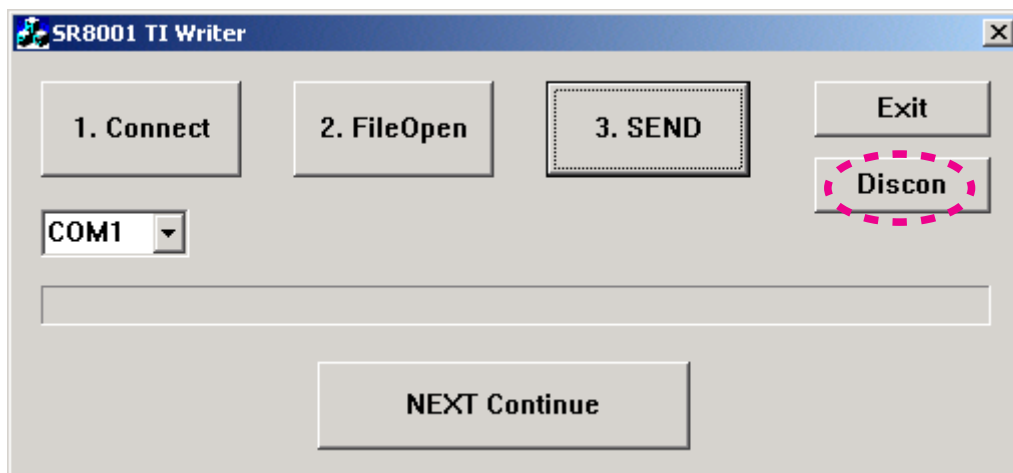 SR8001 TI Writer
1. Connect
2. FileOpen
3. SEND
Exit
Discon
COM1
NEXT Continue